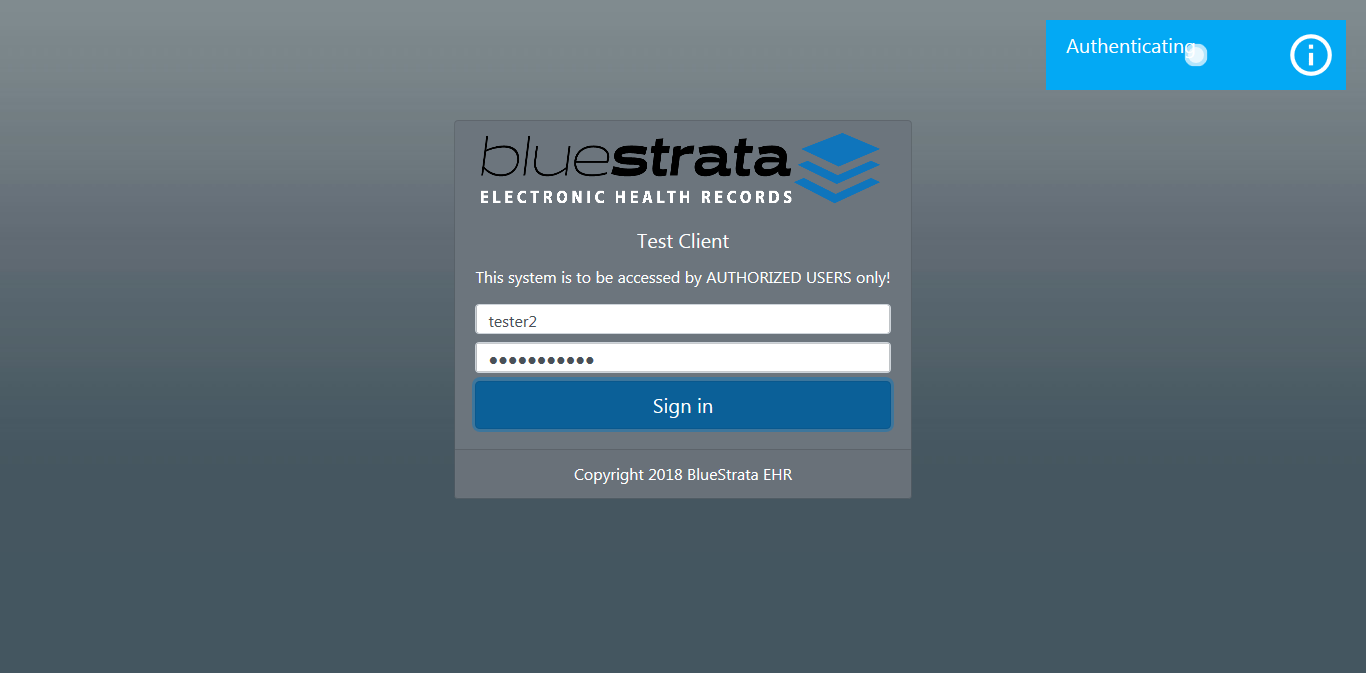 Authenticating
bluestrata
ELECTRONIC HEALTH RECORDS
Test Client
This system is to be accessed by AUTHORIZED USERS only!
tester2
●●●●●●●●●●●
Sign in
Copyright 2018 BlueStrata EHR